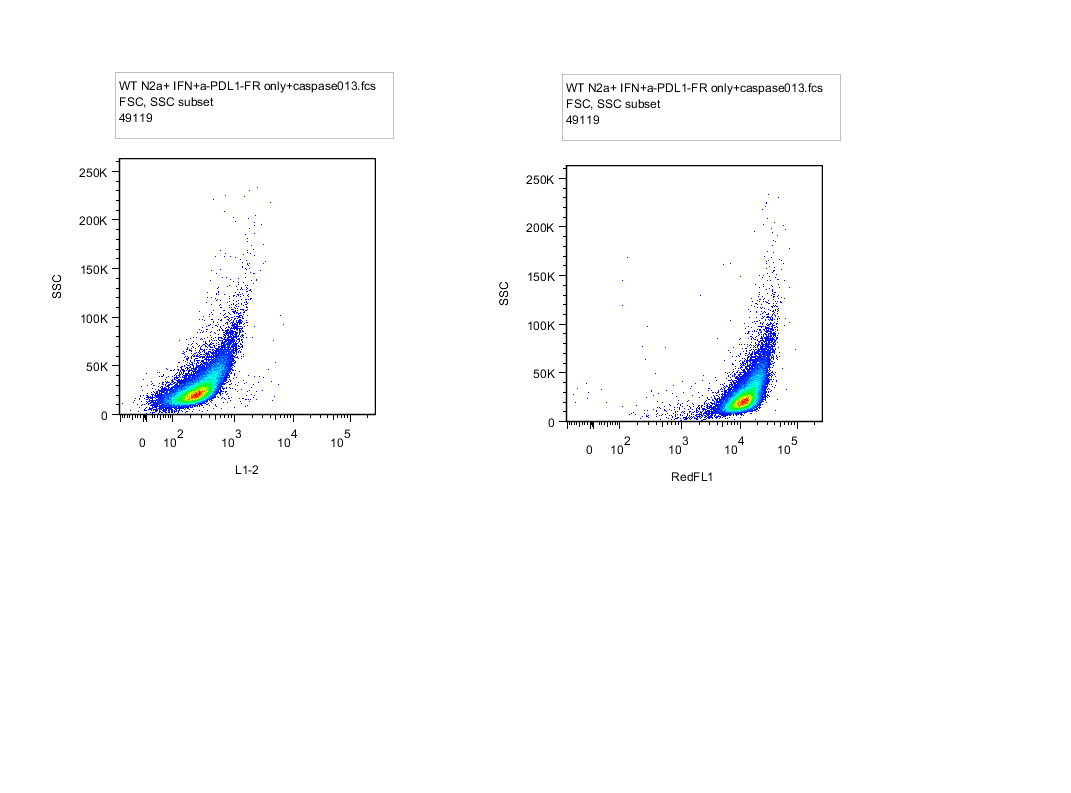 WT N2a+ IFN+a-PDL1-FR only+caspase013.fcs
FSC, SSC subset
49119
250K
200K
150K
100K
50K
0
SSC
0 10^2 10^3 10^4 10^5
L1-2
WT N2a+ IFN+a-PDL1-FR only+caspase013.fcs
FSC, SSC subset
49119
250K
200K
150K
100K
50K
0
SSC
0 10^2 10^3 10^4 10^5
RedFL1